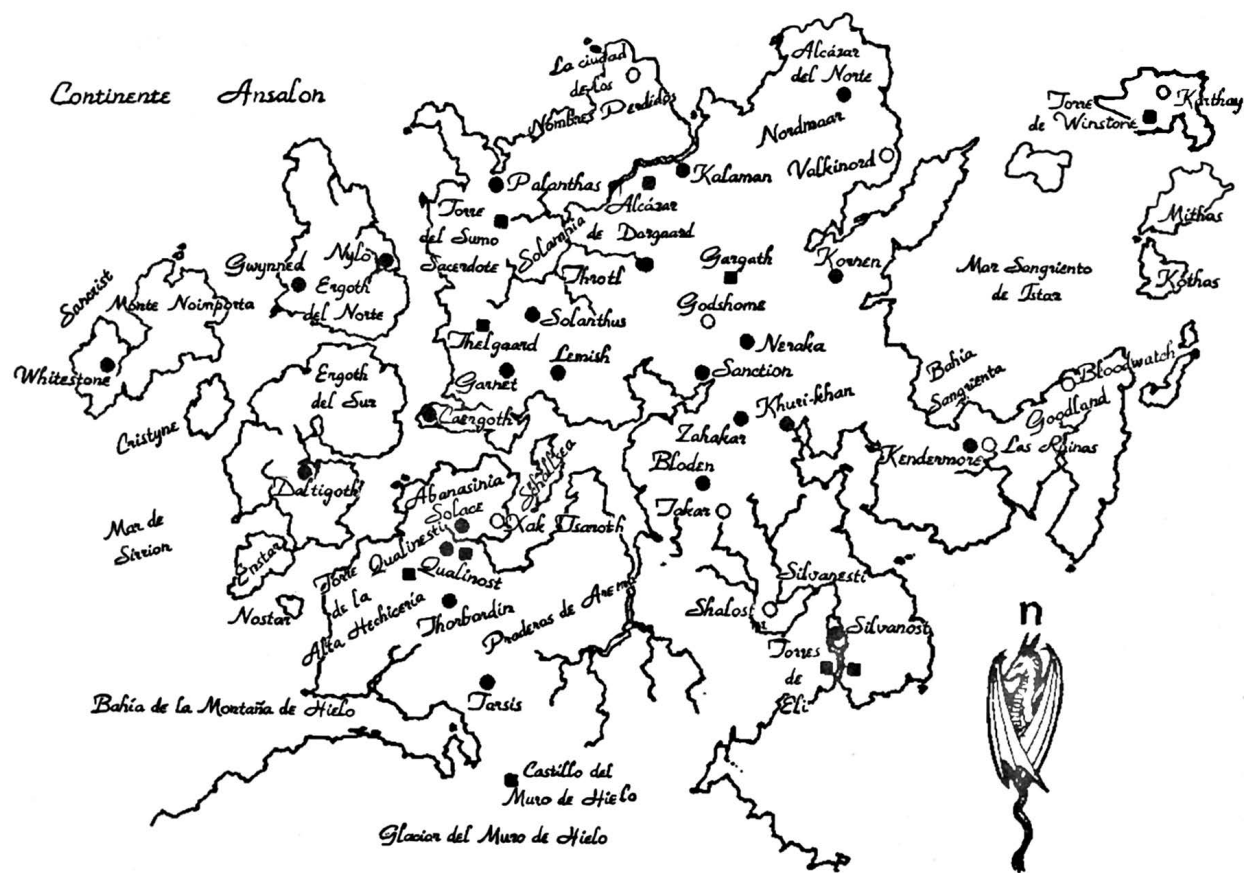 Continente Ansalon
La ciudad
de los
Nombres Perdidos
Alcázar
del Norte
Nordmaar
Valkinord
Kalaman
Palanthas
Torre
del Sumo
Sacerdote
Solamnia
Alcázar
de Dargaard
Throtl
Gargath
Godshome
Korren
Torre
de Winstone
Karthay
Mithas
Kothas
Mar Sangriento
de Istar
Bahía
Sangrienta
Bloodwatch
Goodland
Las Ruinas
Kendermore
Sancrist
Monte Noimporta
Whitestone
Cristyne
Gwynned
Nylo
Ergoth
del Norte
Ergoth
del Sur
Daltigoth
Thelgaard
Solanthus
Garnet
Lemish
Caergoth
Neraka
Sanction
Khuri-khan
Zahakar
Bloden
Takar
Mar de
Sirrion
Enstar
Nostar
Abanasinia
Solace
Schallsea
Xak Tsaroth
Qualinesti
Qualinost
Torre
de la
Alta Hechicería
Thorbardin
Praderas de Arena
Shalost
Silvanesti
Silvanost
Torres
de
Eli
Tarsis
Bahía de la Montaña de Hielo
Castillo del
Muro de Hielo
Glaciar del Muro de Hielo
n